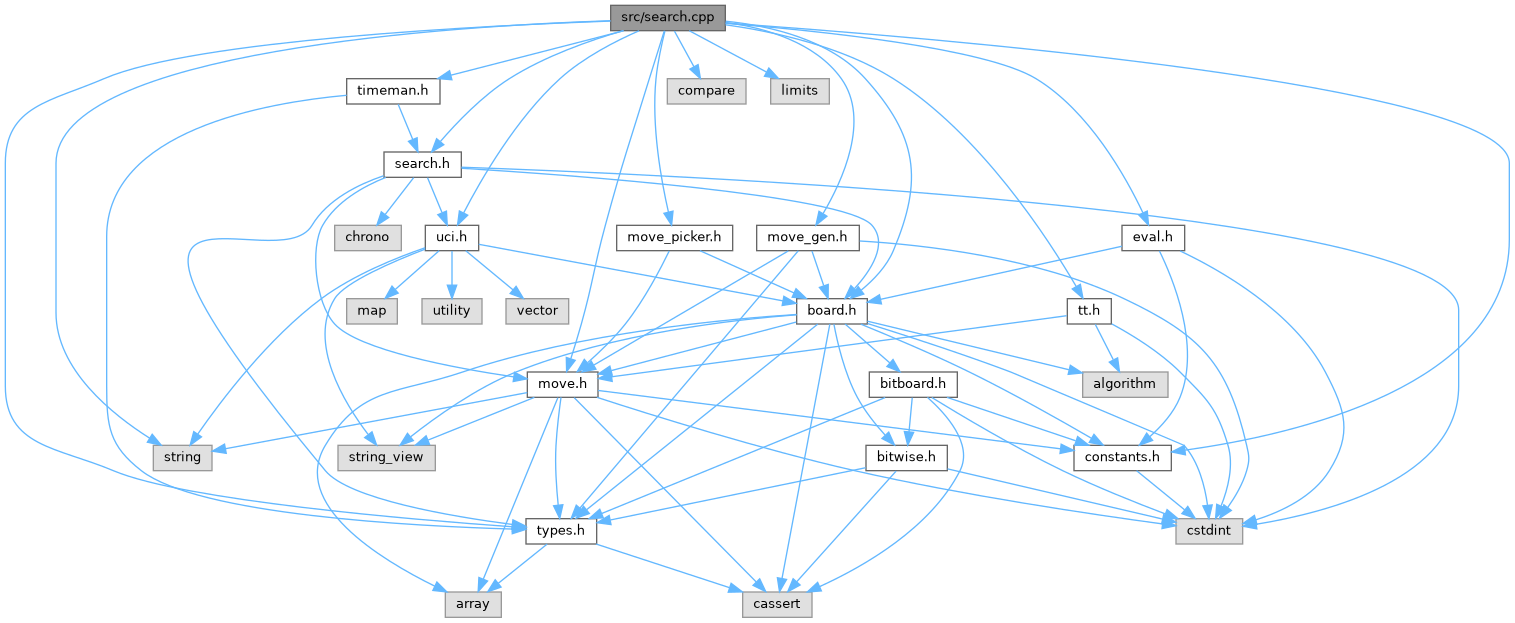 src/search.cpp
timeman.h
compare
limits
search.h
chrono
uci.h
move_picker.h
move_gen.h
eval.h
map
utility
vector
board.h
tt.h
move.h
bitboard.h
algorithm
string
string_view
bitwise.h
constants.h
types.h
cstdint
array
cassert